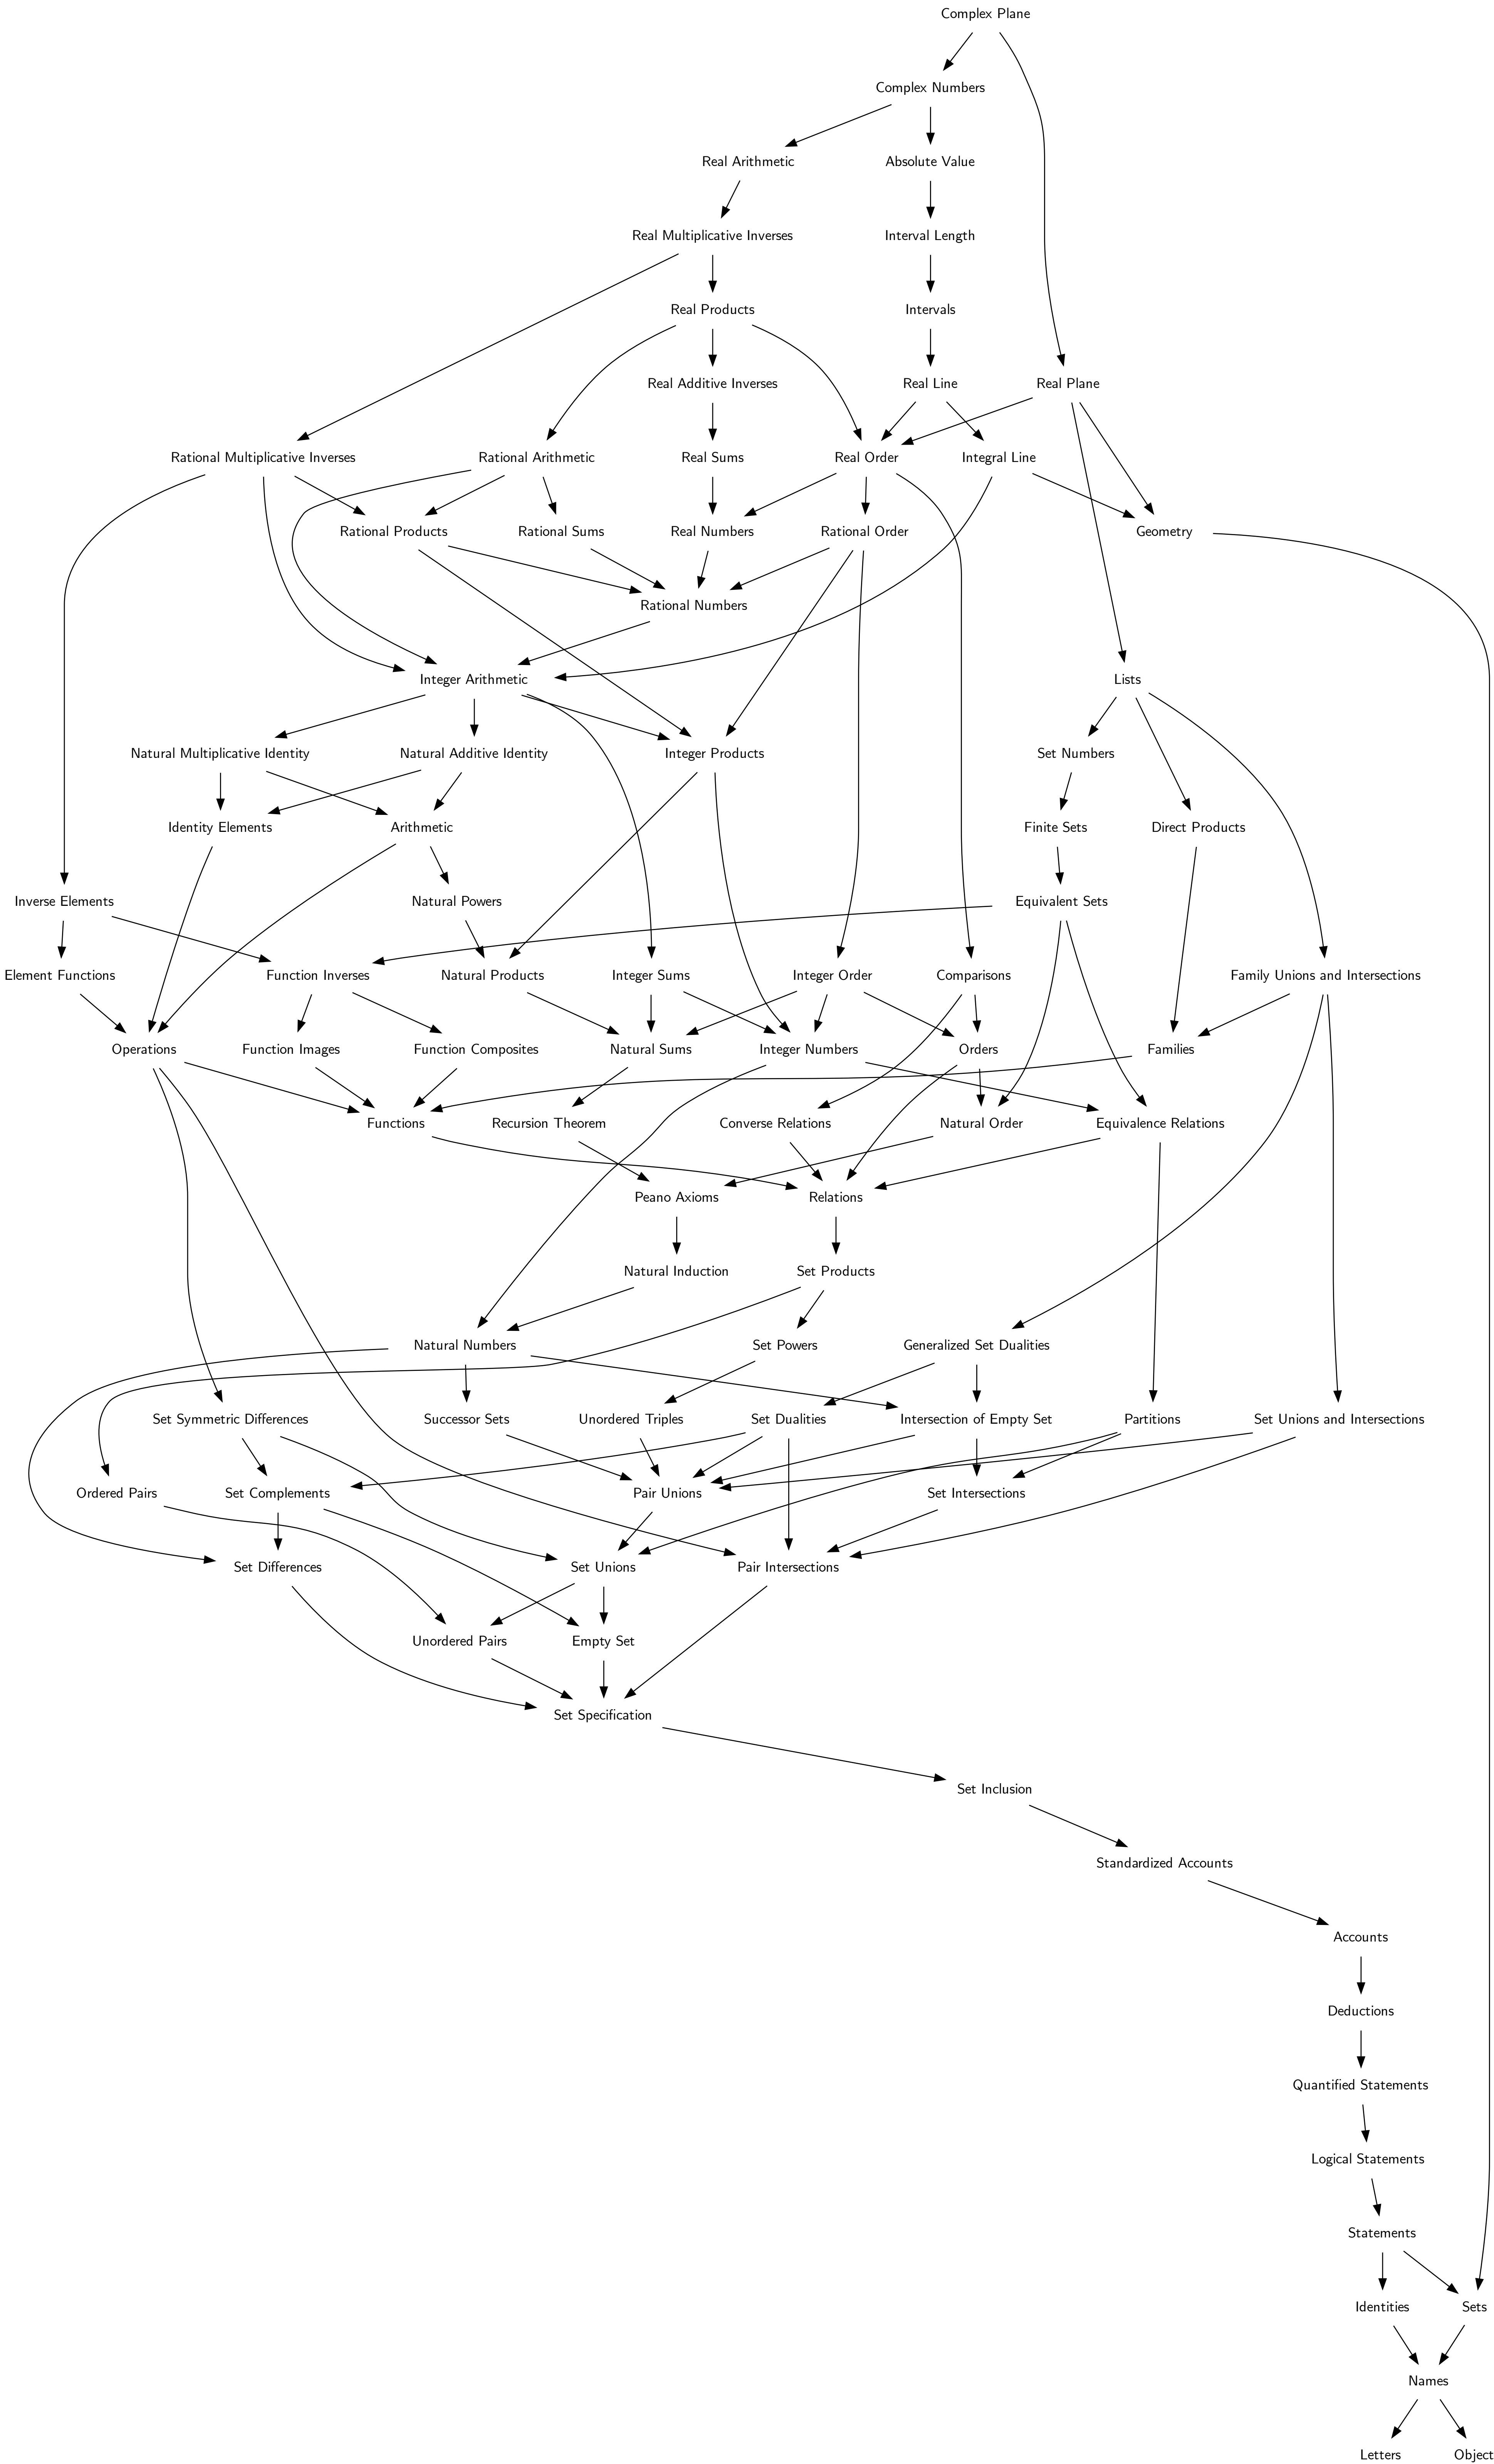 Complex Plane
Complex Numbers
Real Arithmetic
Absolute Value
Real Multiplicative Inverses
Interval Length
Real Products
Intervals
Real Additive Inverses
Real Line
Real Plane
Rational Multiplicative Inverses
Rational Arithmetic
Real Sums
Real Order
Integral Line
Rational Products
Rational Sums
Real Numbers
Rational Order
Geometry
Rational Numbers
Integer Arithmetic
Lists
Natural Multiplicative Identity
Natural Additive Identity
Integer Products
Set Numbers
Identity Elements
Arithmetic
Finite Sets
Direct Products
Inverse Elements
Natural Powers
Equivalent Sets
Element Functions
Function Inverses
Natural Products
Integer Sums
Integer Order
Comparisons
Family Unions and Intersections
Operations
Function Images
Function Composites
Natural Sums
Integer Numbers
Orders
Families
Functions
Recursion Theorem
Converse Relations
Natural Order
Equivalence Relations
Peano Axioms
Relations
Natural Induction
Set Products
Natural Numbers
Set Powers
Generalized Set Dualities
Set Symmetric Differences
Successor Sets
Unordered Triples
Set Dualities
Intersection of Empty Set
Partitions
Set Unions and Intersections
Ordered Pairs
Set Complements
Pair Unions
Set Intersections
Set Differences
Set Unions
Pair Intersections
Unordered Pairs
Empty Set
Set Specification
Set Inclusion
Standardized Accounts
Accounts
Deductions
Quantified Statements
Logical Statements
Statements
Identities
Sets
Names
Letters
Object